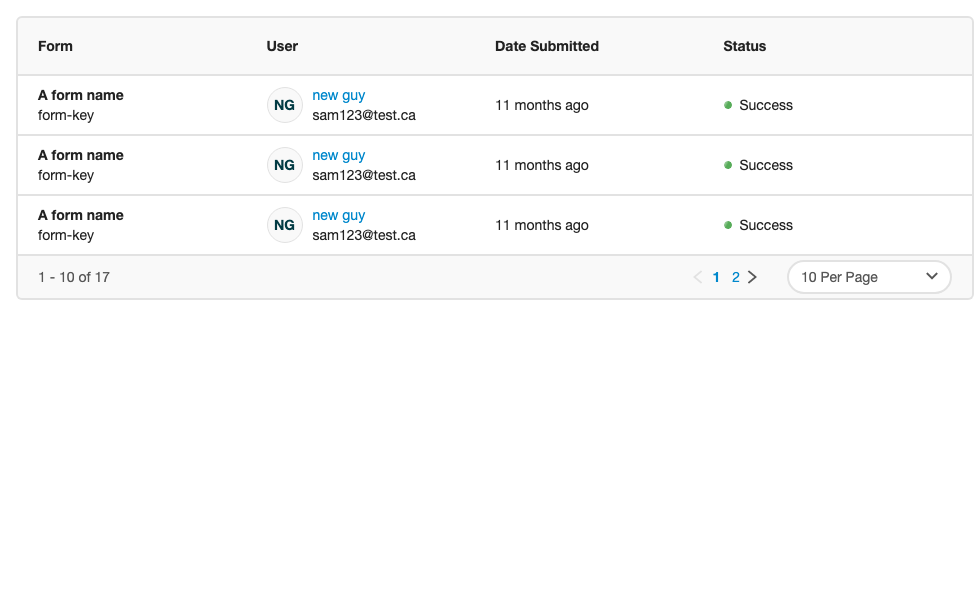 Form User Date Submitted Status
A form name
form-key
NG
new guy
sam123@test.ca
11 months ago
Success
A form name
form-key
NG
new guy
sam123@test.ca
11 months ago
Success
A form name
form-key
NG
new guy
sam123@test.ca
11 months ago
Success
1 - 10 of 17
1 2
10 Per Page